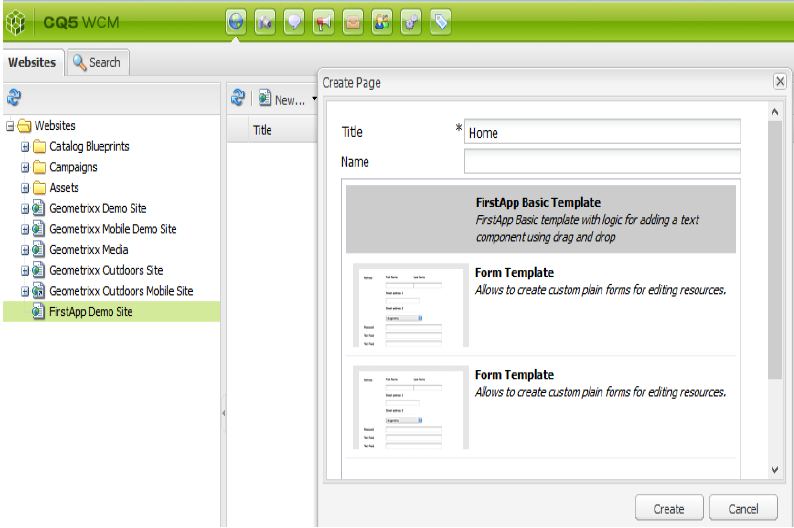 CQ5 WCM
Websites
Search
New...
Title
Websites
Catalog Blueprints
Campaigns
Assets
Geometrixx Demo Site
Geometrixx Mobile Demo Site
Geometrixx Media
Geometrixx Outdoors Site
Geometrixx Outdoors Mobile Site
FirstApp Demo Site
Create Page
Title * Home
Name
FirstApp Basic Template
FirstApp Basic template with logic for adding a text
component using drag and drop
Form Template
Allows to create custom plain forms for editing resources.
Form Template
Allows to create custom plain forms for editing resources.
Create Cancel